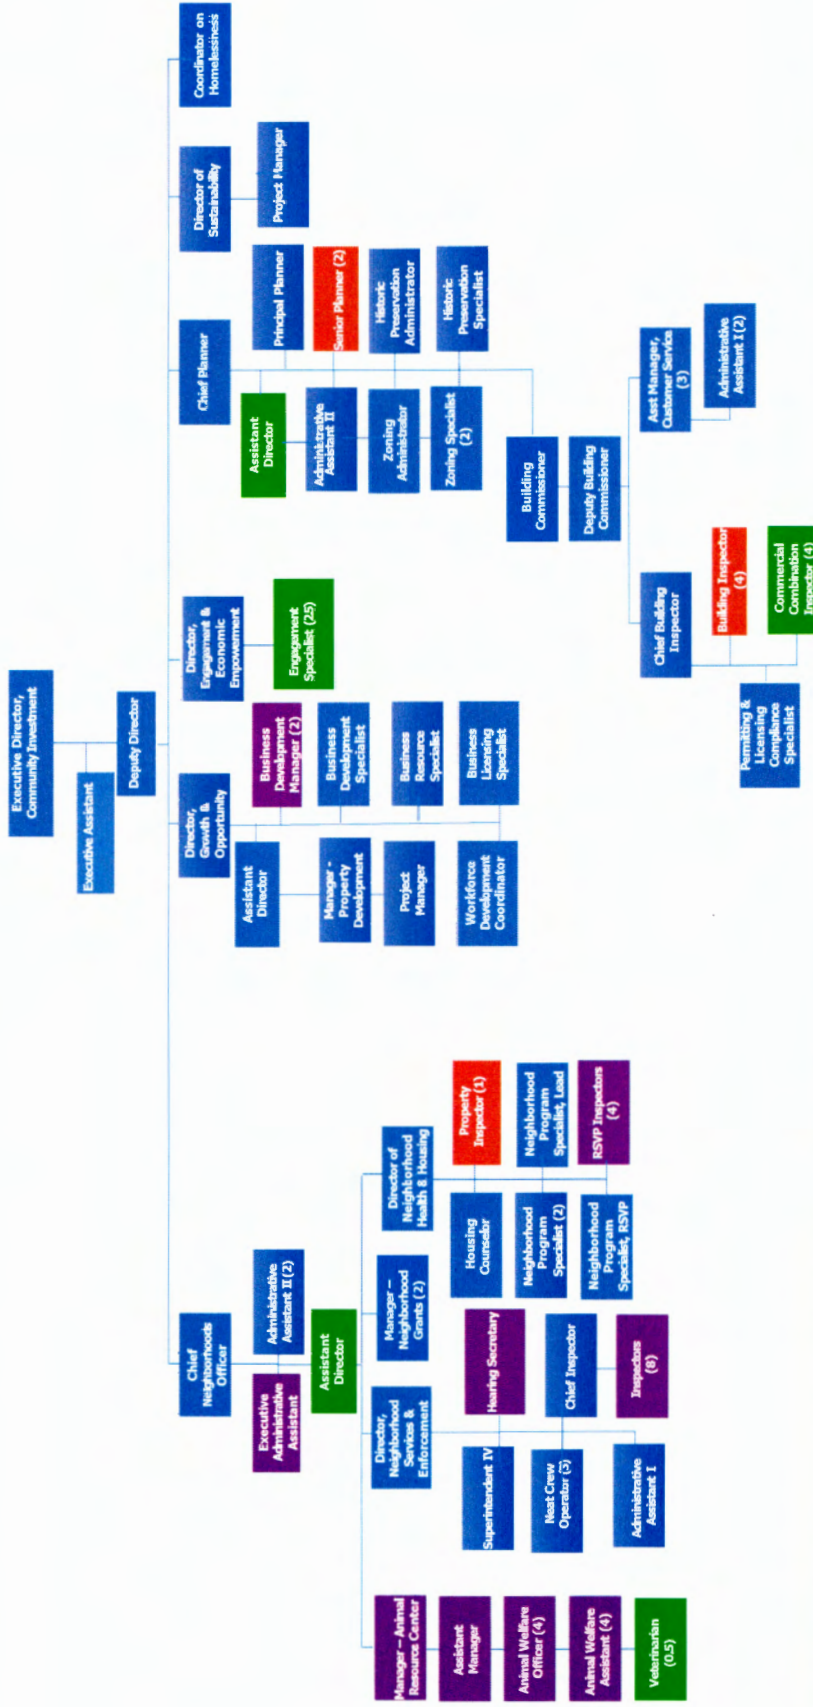 Executive Director,
Community Investment
Executive Assistant
Deputy Director
Chief
Neighborhoods
Officer
Director,
Growth &
Opportunity
Director,
Engagement &
Economic
Empowerment
Chief Planner
Director of
Sustainability
Coordinator on
Homelessness
Executive
Administrative
Assistant
Administrative
Assistant II (2)
Assistant
Director
Manager – Animal
Resource Center
Assistant
Manager
Animal Welfare
Officer (4)
Animal Welfare
Assistant (4)
Veterinarian
(0.5)
Director,
Neighborhood
Services &
Enforcement
Hearing Secretary
Superintendent IV
Chief Inspector
Neat Crew
Operator (3)
Inspectors
(8)
Administrative
Assistant I
Manager –
Neighborhood
Grants (2)
Director of
Neighborhood
Health & Housing
Property
Inspector (1)
Housing
Counselor
Neighborhood
Program
Specialist, Lead
Neighborhood
Program
Specialist (2)
RSVP Inspectors
(4)
Neighborhood
Program
Specialist, RSVP
Assistant
Director
Business
Development
Manager (2)
Manager -
Property
Development
Business
Development
Specialist
Project
Manager
Business
Resource
Specialist
Workforce
Development
Coordinator
Business
Licensing
Specialist
Engagement
Specialist (25)
Assistant
Director
Principal Planner
Administrative
Assistant II
Senior Planner (2)
Zoning
Administrator
Historic
Preservation
Administrator
Zoning Specialist
(2)
Historic
Preservation
Specialist
Building
Commissioner
Deputy Building
Commissioner
Chief Building
Inspector
Asst Manager,
Customer Service
(3)
Administrative
Assistant I (2)
Building Inspector
(4)
Permitting &
Licensing
Compliance
Specialist
Commercial
Combination
Inspector (4)
Project Manager